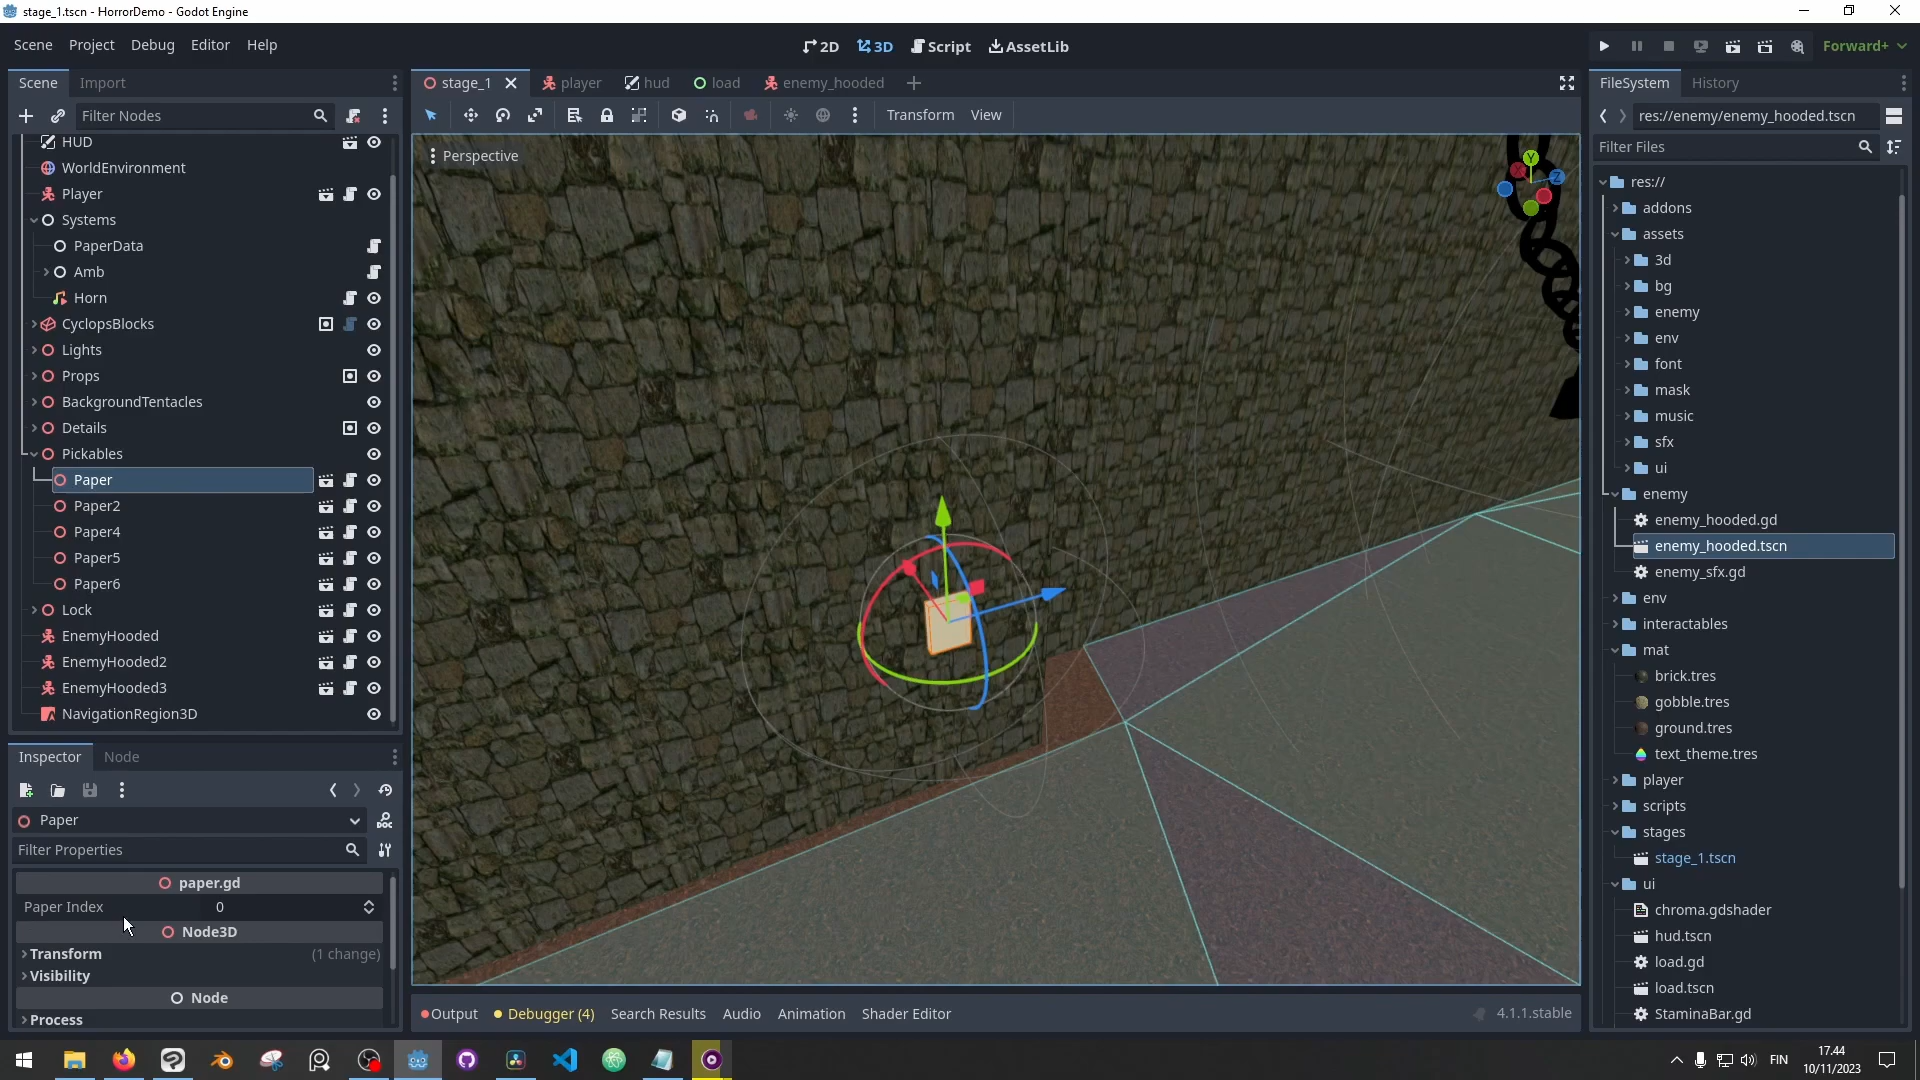 stage_1.tscn - HorrorDemo - Godot Engine
Scene Project Debug Editor Help
2D 3D Script AssetLib
Forward+
Scene Import
Filter Nodes
HUD
WorldEnvironment
Player
Systems
PaperData
Amb
Horn
CyclopsBlocks
Lights
Props
BackgroundTentacles
Details
Pickables
Paper
Paper2
Paper4
Paper5
Paper6
Lock
EnemyHooded
EnemyHooded2
EnemyHooded3
NavigationRegion3D
Inspector Node
Paper
DOC
Filter Properties
paper.gd
Paper Index 0
Node3D
Transform (1 change)
Visibility
Node
Process
stage_1 player hud load enemy_hooded
Transform View
Perspective
Y
Z
Output Debugger (4) Search Results Audio Animation Shader Editor 4.1.1.stable
FileSystem History
res://enemy/enemy_hooded.tscn
Filter Files
res://
addons
assets
3d
bg
enemy
env
font
mask
music
sfx
ui
enemy
enemy_hooded.gd
enemy_hooded.tscn
enemy_sfx.gd
env
interactables
mat
brick.tres
gobble.tres
ground.tres
text_theme.tres
player
scripts
stages
stage_1.tscn
ui
chroma.gdshader
hud.tscn
load.gd
load.tscn
StaminaBar.gd
FIN
17.44
10/11/2023